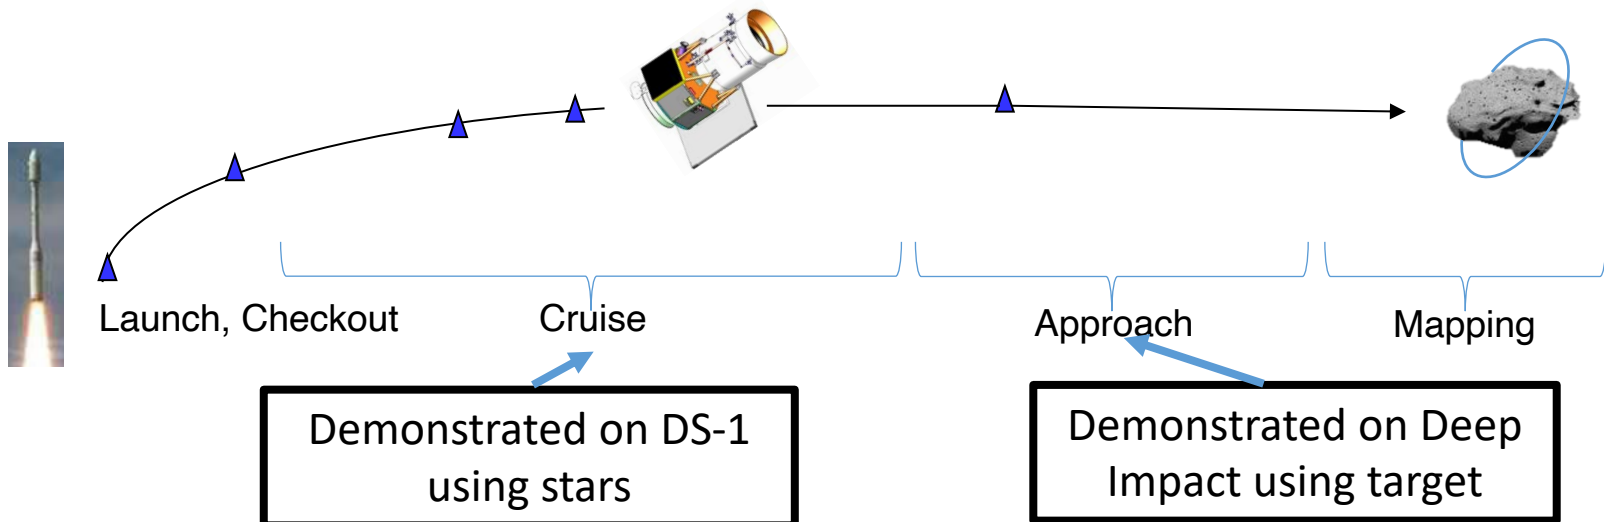 Launch, Checkout
Cruise
Approach
Mapping
Demonstrated on DS-1
using stars
Demonstrated on Deep
Impact using target